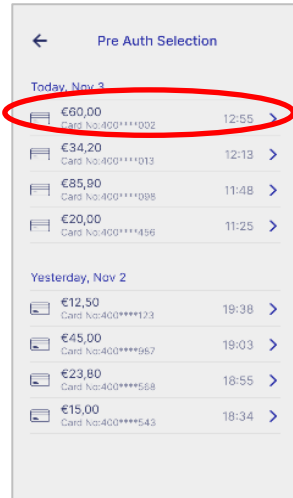 Pre Auth Selection
Today, Nov 3
€60,00
Card No:400****002
12:55
€34,20
Card No:400****013
12:13
€85,90
Card No:400****098
11:48
€20,00
Card No:400****456
11:25
Yesterday, Nov 2
€12,50
Card No:400****123
19:38
€45,00
Card No:400****987
19:03
€23,80
Card No:400****568
18:55
€15,00
Card No:400****543
18:34